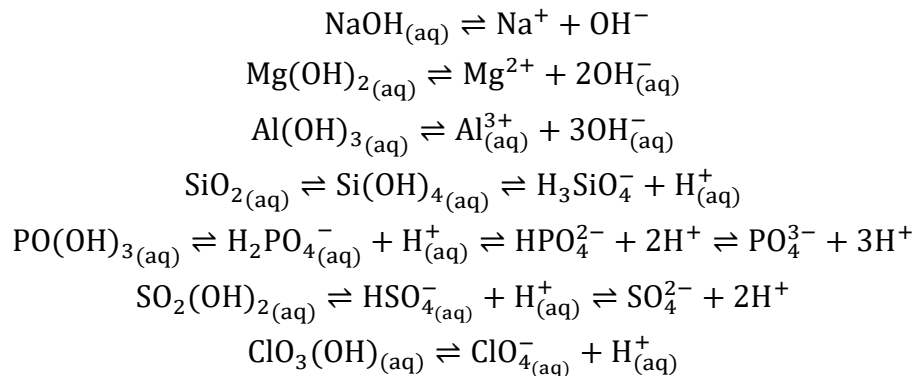 NaOH₍aq₎ ⇌ Na⁺ + OH⁻
Mg(OH)₂₍aq₎ ⇌ Mg²⁺ + 2OH⁻₍aq₎
Al(OH)₃₍aq₎ ⇌ Al³⁺₍aq₎ + 3OH⁻₍aq₎
SiO₂₍aq₎ ⇌ Si(OH)₄₍aq₎ ⇌ H₃SiO₄⁻ + H⁺₍aq₎
PO(OH)₃₍aq₎ ⇌ H₂PO₄⁻₍aq₎ + H⁺₍aq₎ ⇌ HPO₄²⁻ + 2H⁺ ⇌ PO₄³⁻ + 3H⁺
SO₂(OH)₂₍aq₎ ⇌ HSO₄⁻₍aq₎ + H⁺₍aq₎ ⇌ SO₄²⁻ + 2H⁺
ClO₃(OH)₍aq₎ ⇌ ClO₄⁻₍aq₎ + H⁺₍aq₎